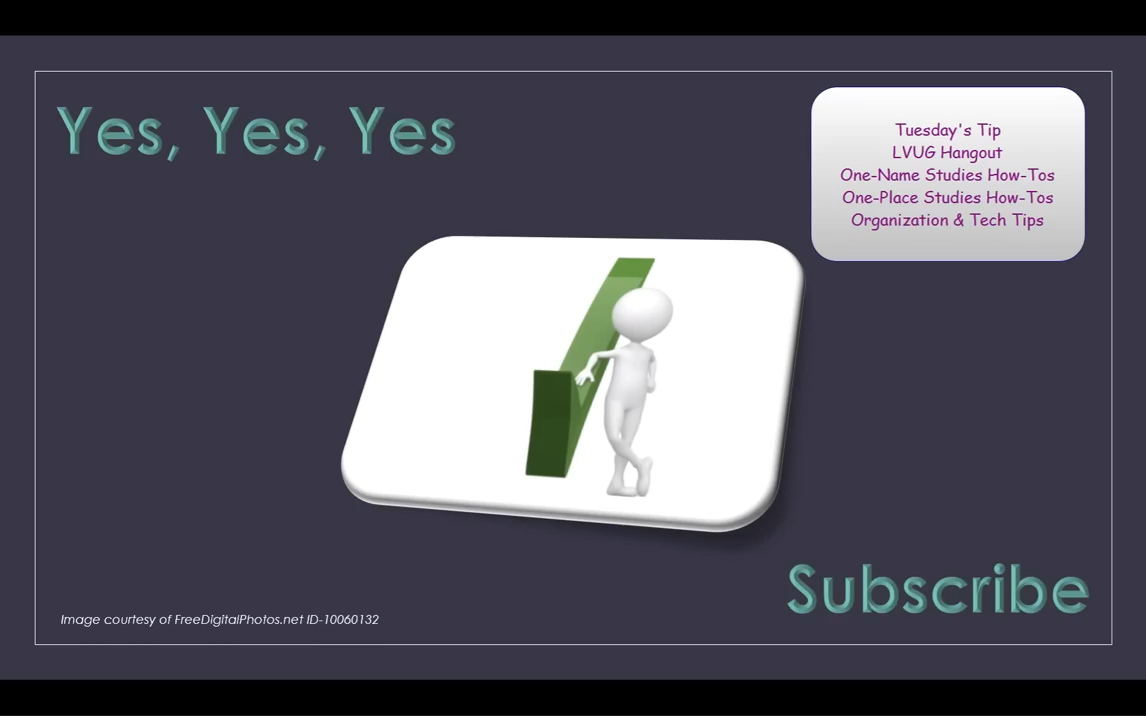 Yes, Yes, Yes
Tuesday's Tip
LVUG Hangout
One-Name Studies How-Tos
One-Place Studies How-Tos
Organization & Tech Tips
Subscribe
Image courtesy of FreeDigitalPhotos.net ID-10060132